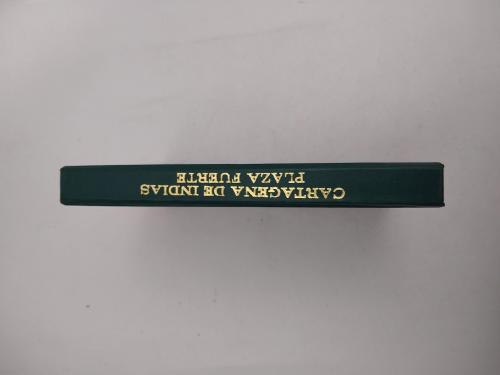 CARTAGENA DE INDIAS
PLAZA FUERTE